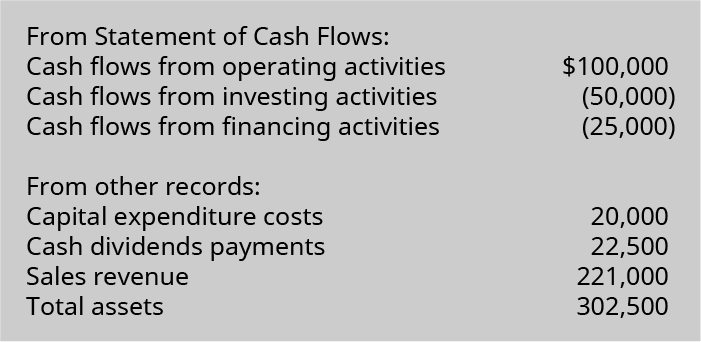 From Statement of Cash Flows:
Cash flows from operating activities $100,000
Cash flows from investing activities (50,000)
Cash flows from financing activities (25,000)
From other records:
Capital expenditure costs 20,000
Cash dividends payments 22,500
Sales revenue 221,000
Total assets 302,500